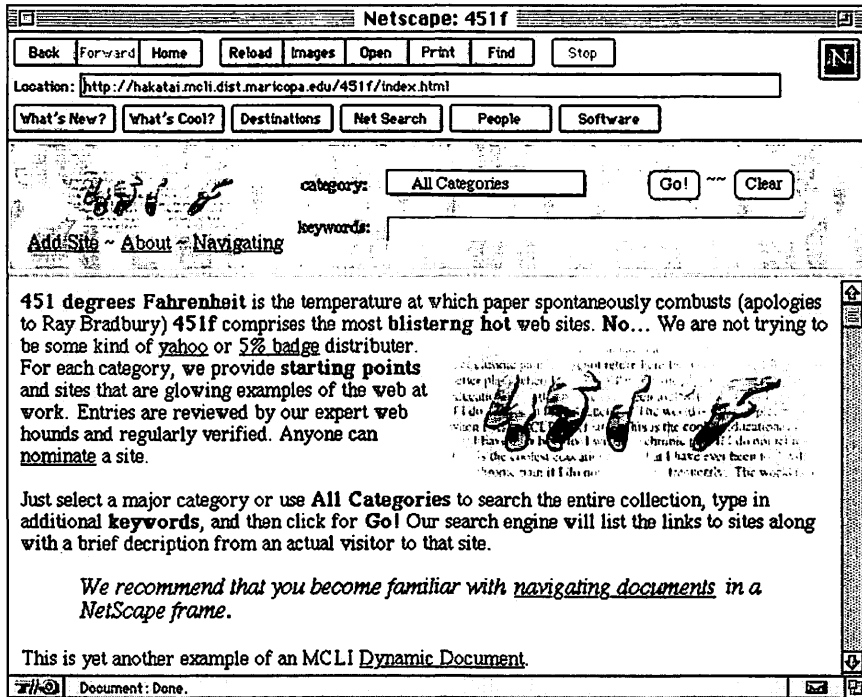 Netscape: 451f
Back Forward Home Reload Images Open Print Find Stop
N
Location: http://hakatai.mcli.dist.maricopa.edu/451f/index.html
What's New? What's Cool? Destinations Net Search People Software
category: All Categories Go! ~~ Clear
keywords:
Add Site ~ About ~ Navigating
451 degrees Fahrenheit is the temperature at which paper spontaneously combusts (apologies
to Ray Bradbury) 451f comprises the most blisterng hot web sites. No... We are not trying to
be some kind of yahoo or 5% badge distributer.
For each category, we provide starting points
and sites that are glowing examples of the web at
work. Entries are reviewed by our expert web
hounds and regularly verified. Anyone can
nominate a site.
451 f
Just select a major category or use All Categories to search the entire collection, type in
additional keywords, and then click for Go! Our search engine will list the links to sites along
with a brief decription from an actual visitor to that site.
We recommend that you become familiar with navigating documents in a
NetScape frame.
This is yet another example of an MCLI Dynamic Document.
Document: Done.